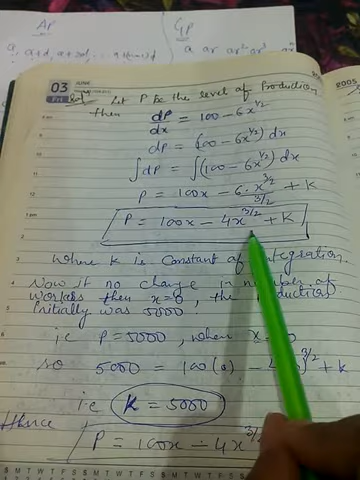 AP GP
a, a+d, a+2d, ... a ar ar² ar³
03
Fri Sol Let P be the level of Production
then dP/dx = 100 - 6x^1/2
dP = (100 - 6x^1/2) dx
∫dP = ∫(100 - 6x^1/2) dx
P = 100x - 6. x^3/2 / 3/2 + K
P = 100x - 4x^3/2 + K
Where K is Constant of integration.
Now if no change in number of
workers then x=0, the Production
Initially was 5000
ie P = 5000, when x
so 5000 = 100(0) - )^3/2 + K
ie K = 5000
Hence
P = 100x - 4x^3/2